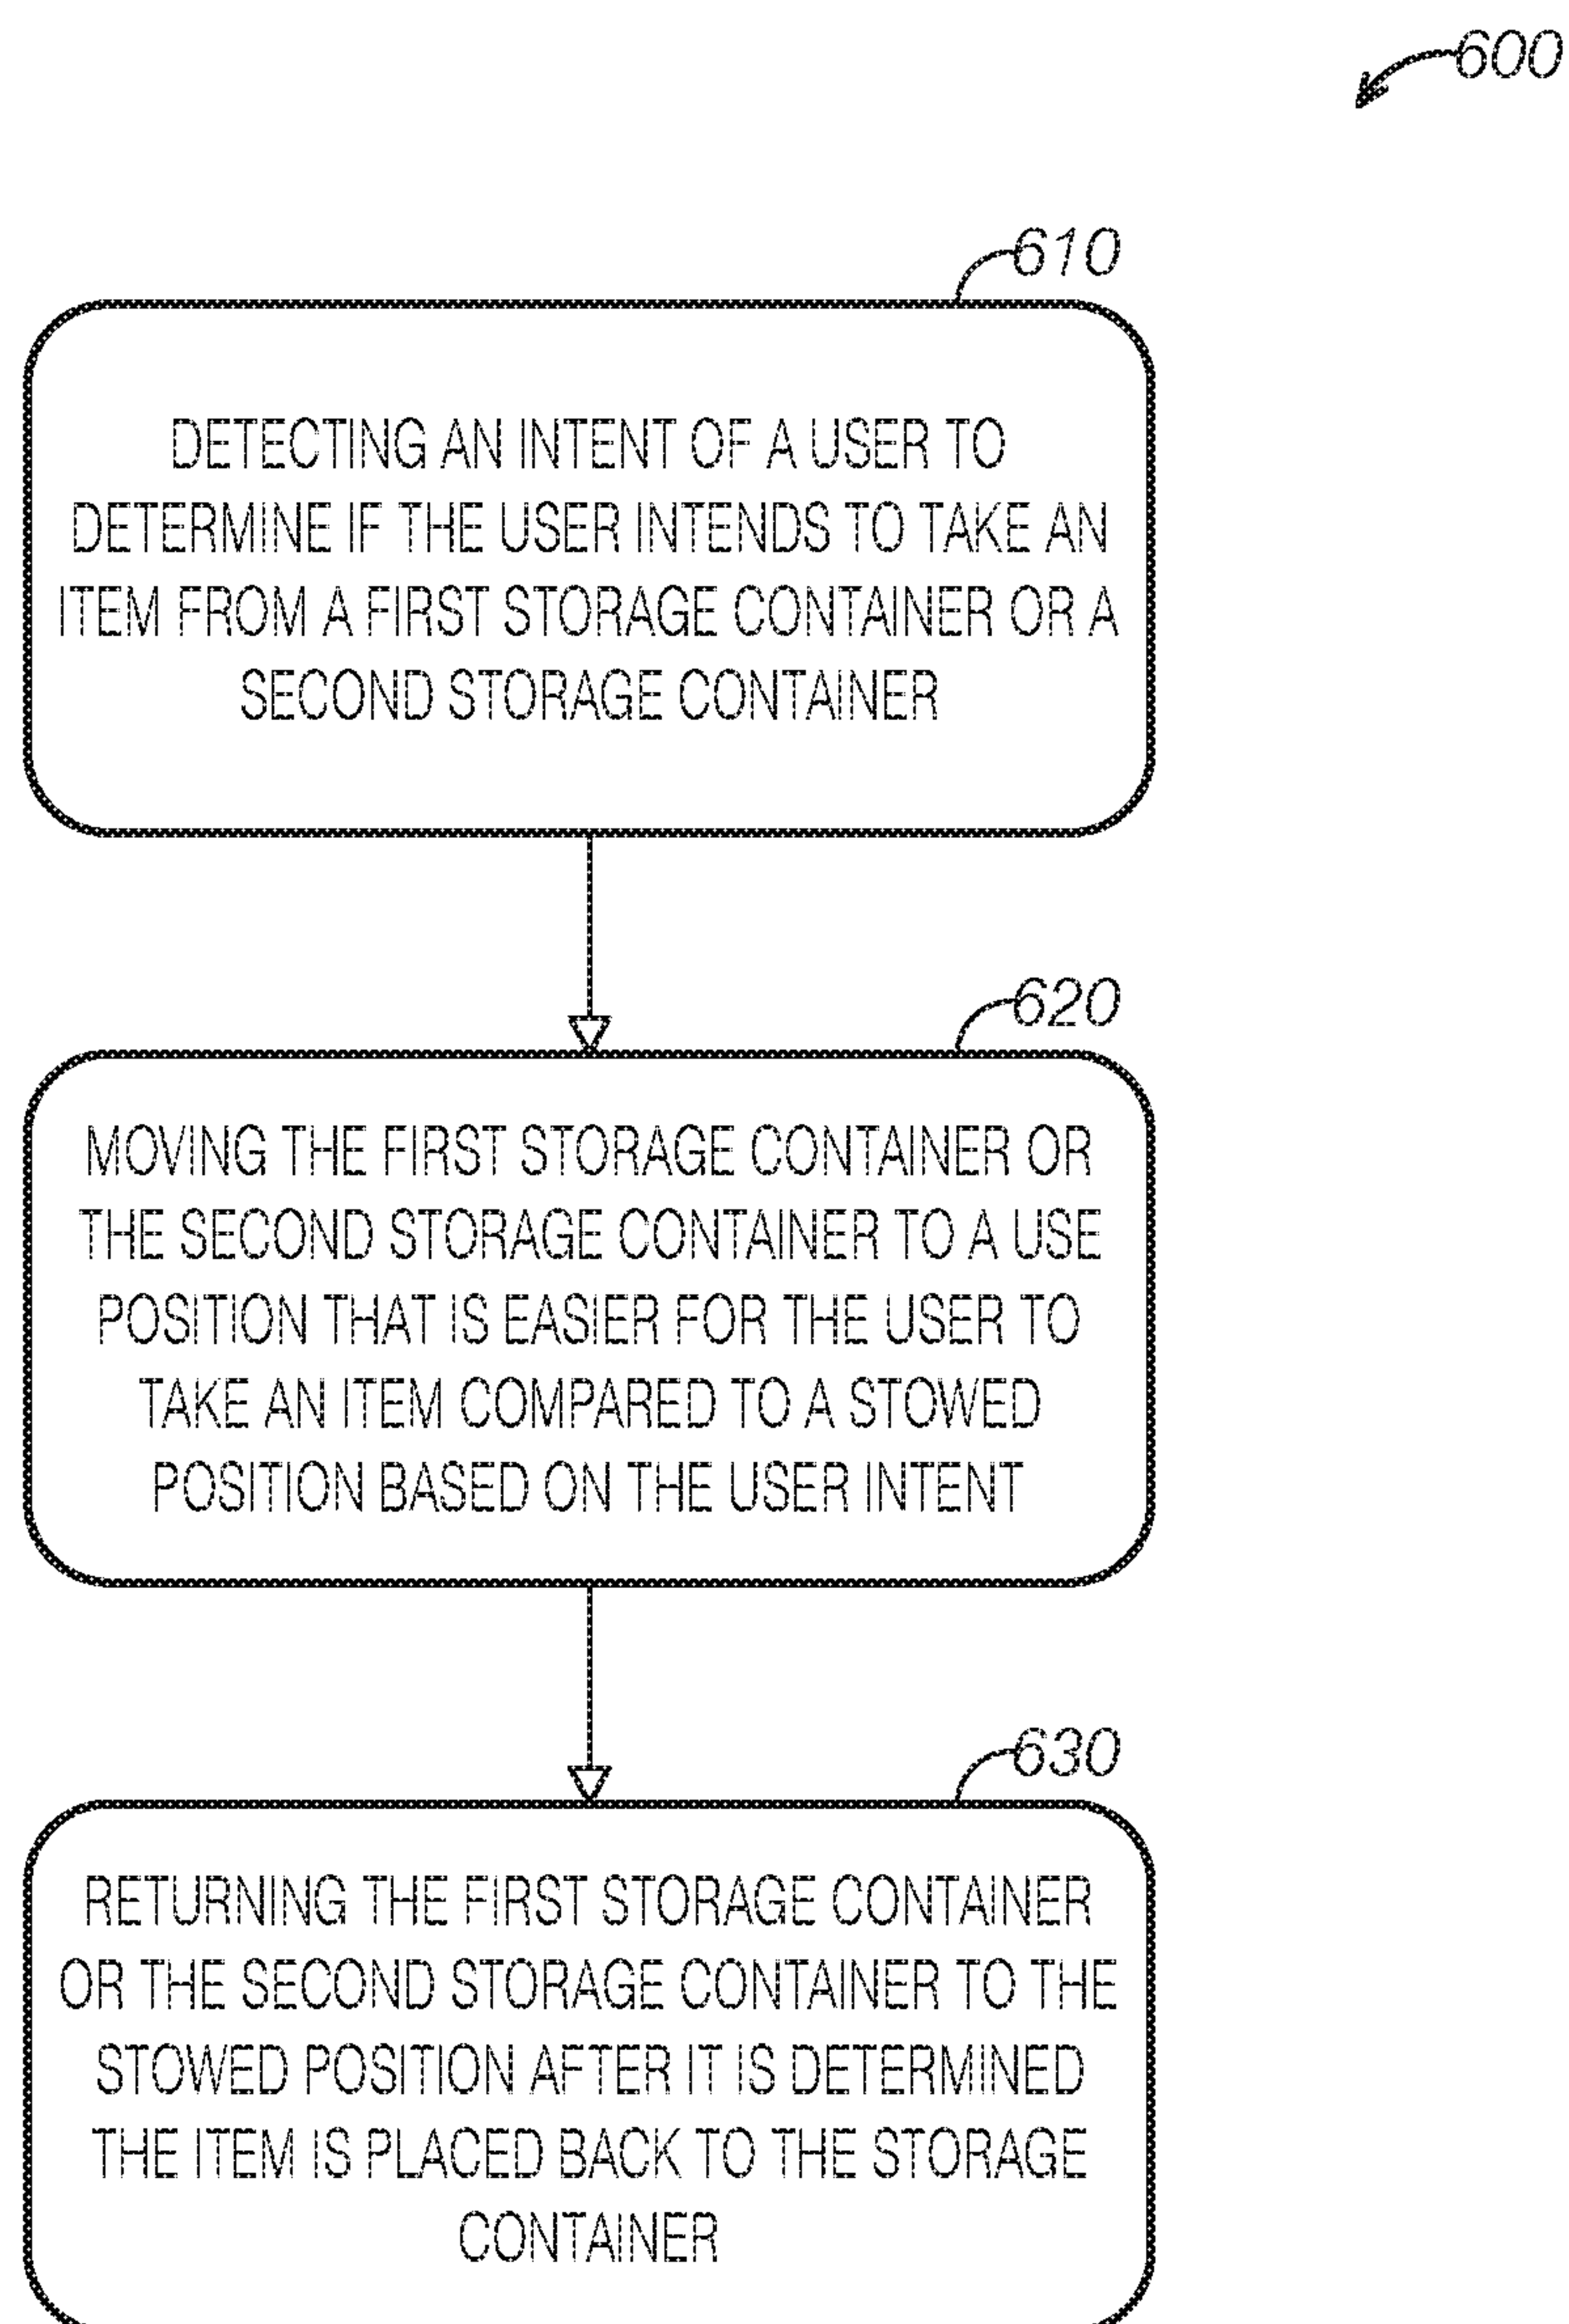 600
610
DETECTING AN INTENT OF A USER TO
DETERMINE IF THE USER INTENDS TO TAKE AN
ITEM FROM A FIRST STORAGE CONTAINER OR A
SECOND STORAGE CONTAINER
620
MOVING THE FIRST STORAGE CONTAINER OR
THE SECOND STORAGE CONTAINER TO A USE
POSITION THAT IS EASIER FOR THE USER TO
TAKE AN ITEM COMPARED TO A STOWED
POSITION BASED ON THE USER INTENT
630
RETURNING THE FIRST STORAGE CONTAINER
OR THE SECOND STORAGE CONTAINER TO THE
STOWED POSITION AFTER IT IS DETERMINED
THE ITEM IS PLACED BACK TO THE STORAGE
CONTAINER